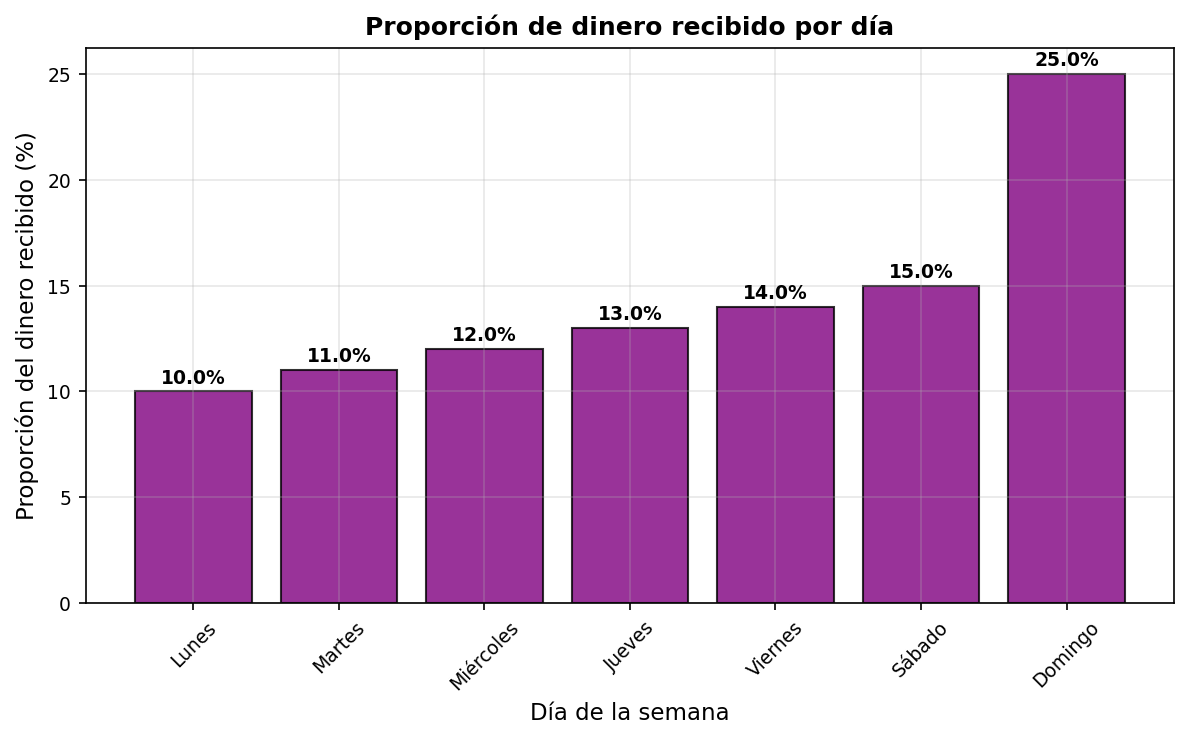 Proporción de dinero recibido por día
Proporción del dinero recibido (%)
25
20
15
10
5
0
10.0%
11.0%
12.0%
13.0%
14.0%
15.0%
25.0%
Lunes
Martes
Miércoles
Jueves
Viernes
Sábado
Domingo
Día de la semana